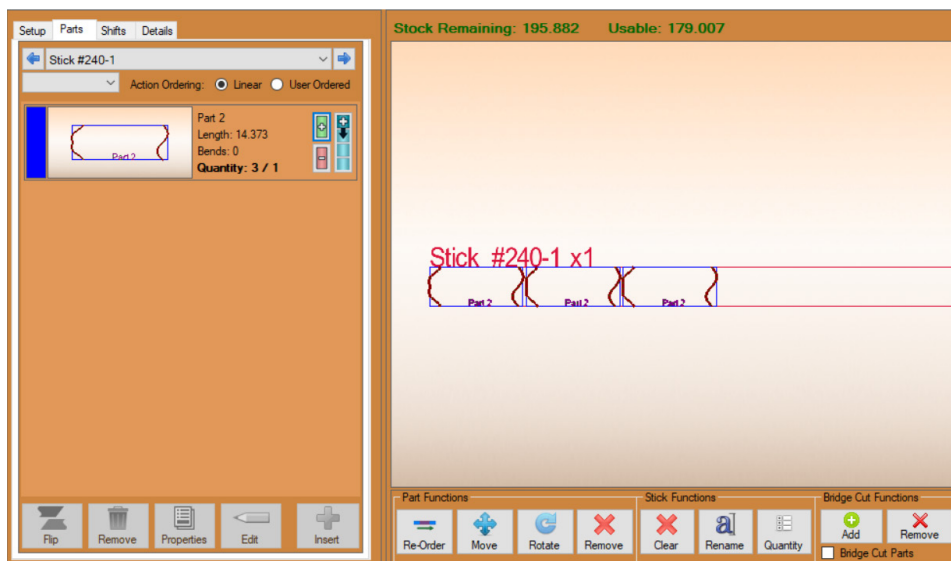 Setup Parts Shifts Details
Stick #240-1
Action Ordering: Linear User Ordered
Part 2
Part 2
Length: 14.373
Bends: 0
Quantity: 3 / 1
Flip Remove Properties Edit Insert
Stock Remaining: 195.882 Usable: 179.007
Stick #240-1 x1
Part 2 Part 2 Part 2
Part Functions Stick Functions Bridge Cut Functions
Re-Order Move Rotate Remove Clear Rename Quantity Add Remove
Bridge Cut Parts